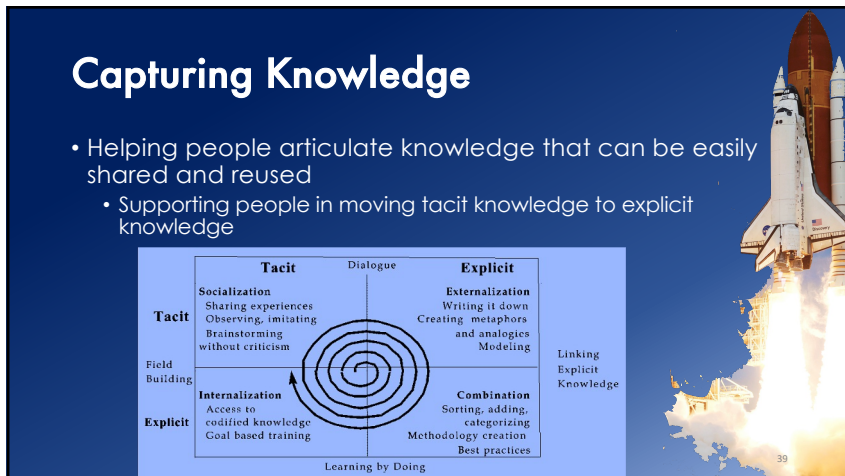 Capturing Knowledge
• Helping people articulate knowledge that can be easily
shared and reused
• Supporting people in moving tacit knowledge to explicit
knowledge
Tacit
Dialogue
Explicit
Socialization
Sharing experiences
Observing, imitating
Brainstorming
without criticism
Externalization
Writing it down
Creating metaphors
and analogies
Modeling
Tacit
Field
Building
Linking
Explicit
Knowledge
Internalization
Access to
codified knowledge
Goal based training
Combination
Sorting, adding,
categorizing
Methodology creation
Best practices
Explicit
Learning by Doing
Discovery
39